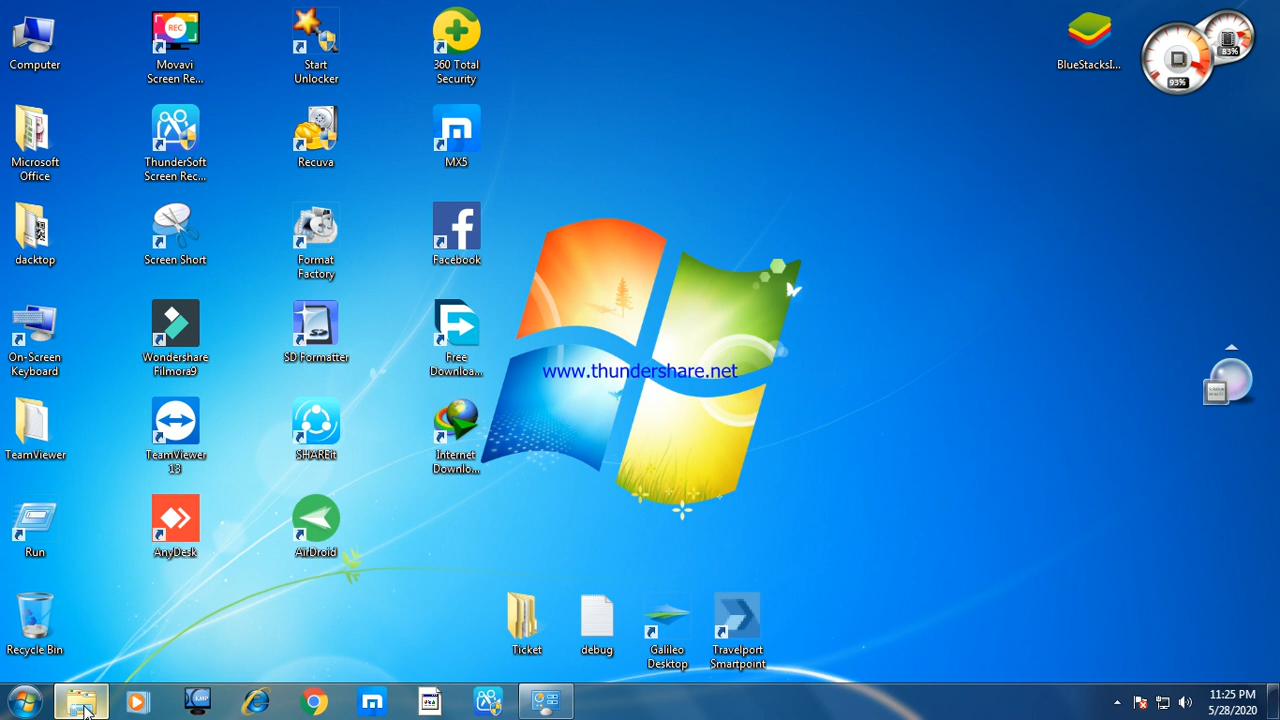 Computer
Movavi
Screen Re...
REC
Start
Unlocker
360 Total
Security
BlueStacksI...
93%
83%
Microsoft
Office
ThunderSoft
Screen Rec...
Recuva
MX5
dacktop
Screen Short
Format
Factory
Facebook
On-Screen
Keyboard
Wondershare
Filmora9
SD Formatter
Free
Downloa...
www.thundershare.net
TeamViewer
TeamViewer
13
SHAREit
Internet
Downlo...
Run
AnyDesk
AirDroid
Recycle Bin
Ticket
debug
Galileo
Desktop
Travelport
Smartpoint
11:25 PM
5/28/2020